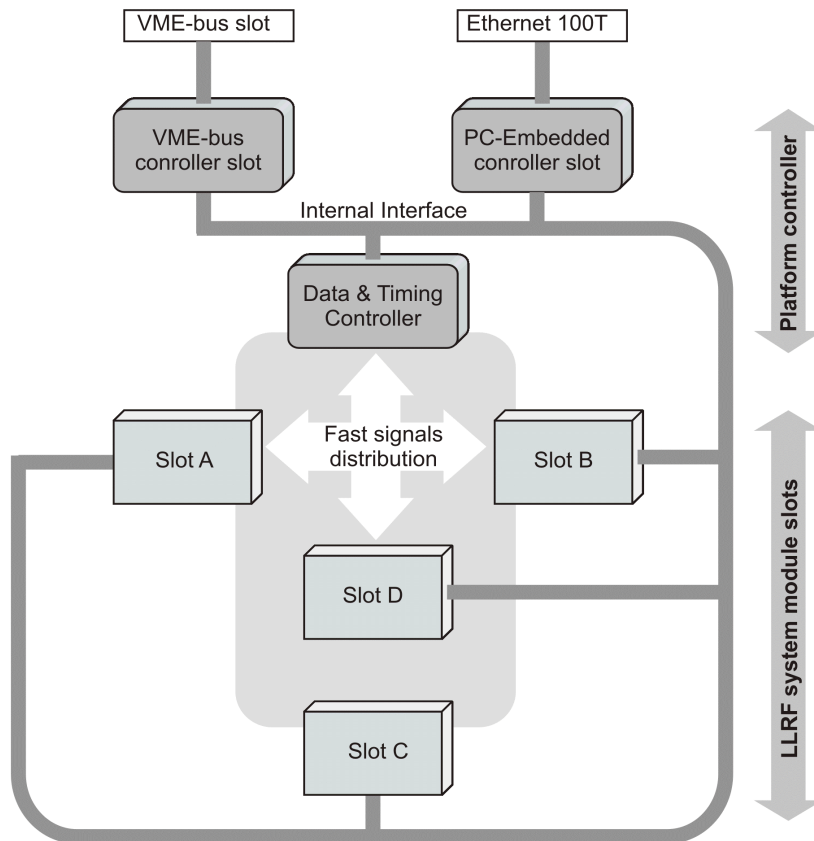 VME-bus slot
Ethernet 100T
VME-bus
conroller slot
PC-Embedded
conroller slot
Internal Interface
Data & Timing
Controller
Platform controller
Slot A
Fast signals
distribution
Slot B
Slot D
Slot C
LLRF system module slots